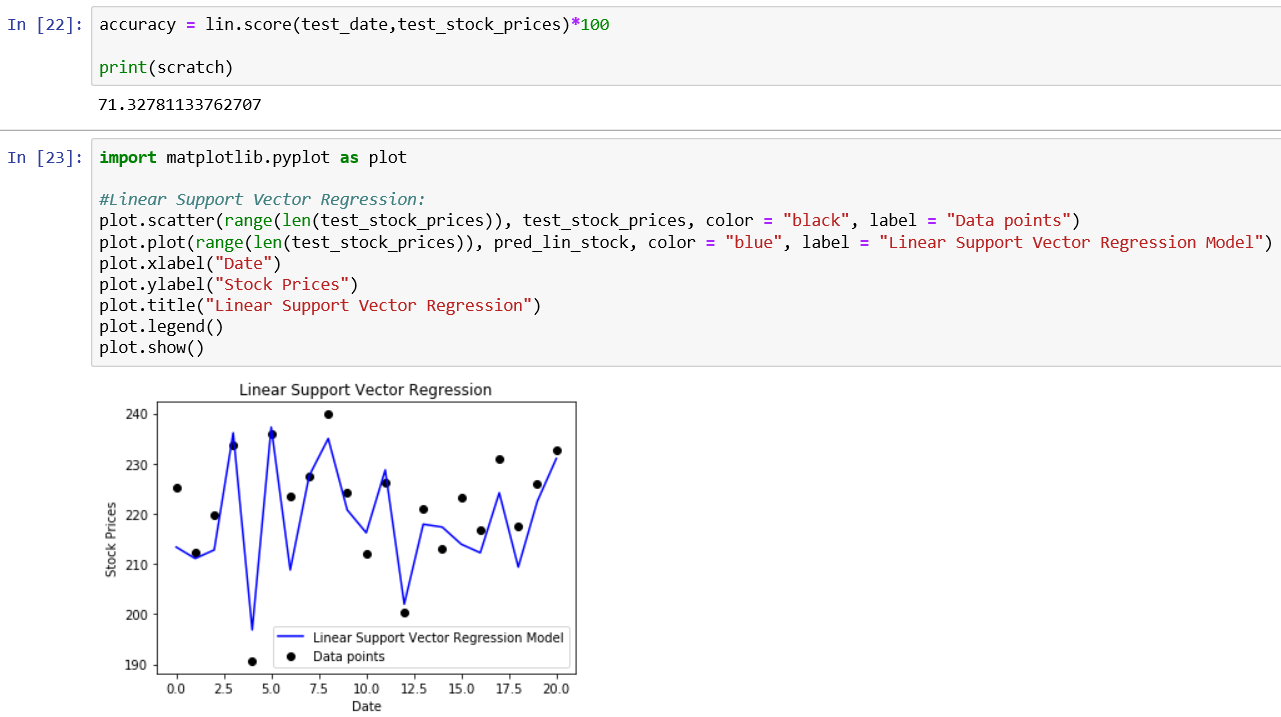 In [22]: accuracy = lin.score(test_date,test_stock_prices)*100
print(scratch)
71.32781133762707
In [23]: import matplotlib.pyplot as plot
#Linear Support Vector Regression:
plot.scatter(range(len(test_stock_prices)), test_stock_prices, color = "black", label = "Data points")
plot.plot(range(len(test_stock_prices)), pred_lin_stock, color = "blue", label = "Linear Support Vector Regression Model")
plot.xlabel("Date")
plot.ylabel("Stock Prices")
plot.title("Linear Support Vector Regression")
plot.legend()
plot.show()
Linear Support Vector Regression
240
230
220
210
200
190
Stock Prices
Linear Support Vector Regression Model
Data points
0.0 2.5 5.0 7.5 10.0 12.5 15.0 17.5 20.0
Date